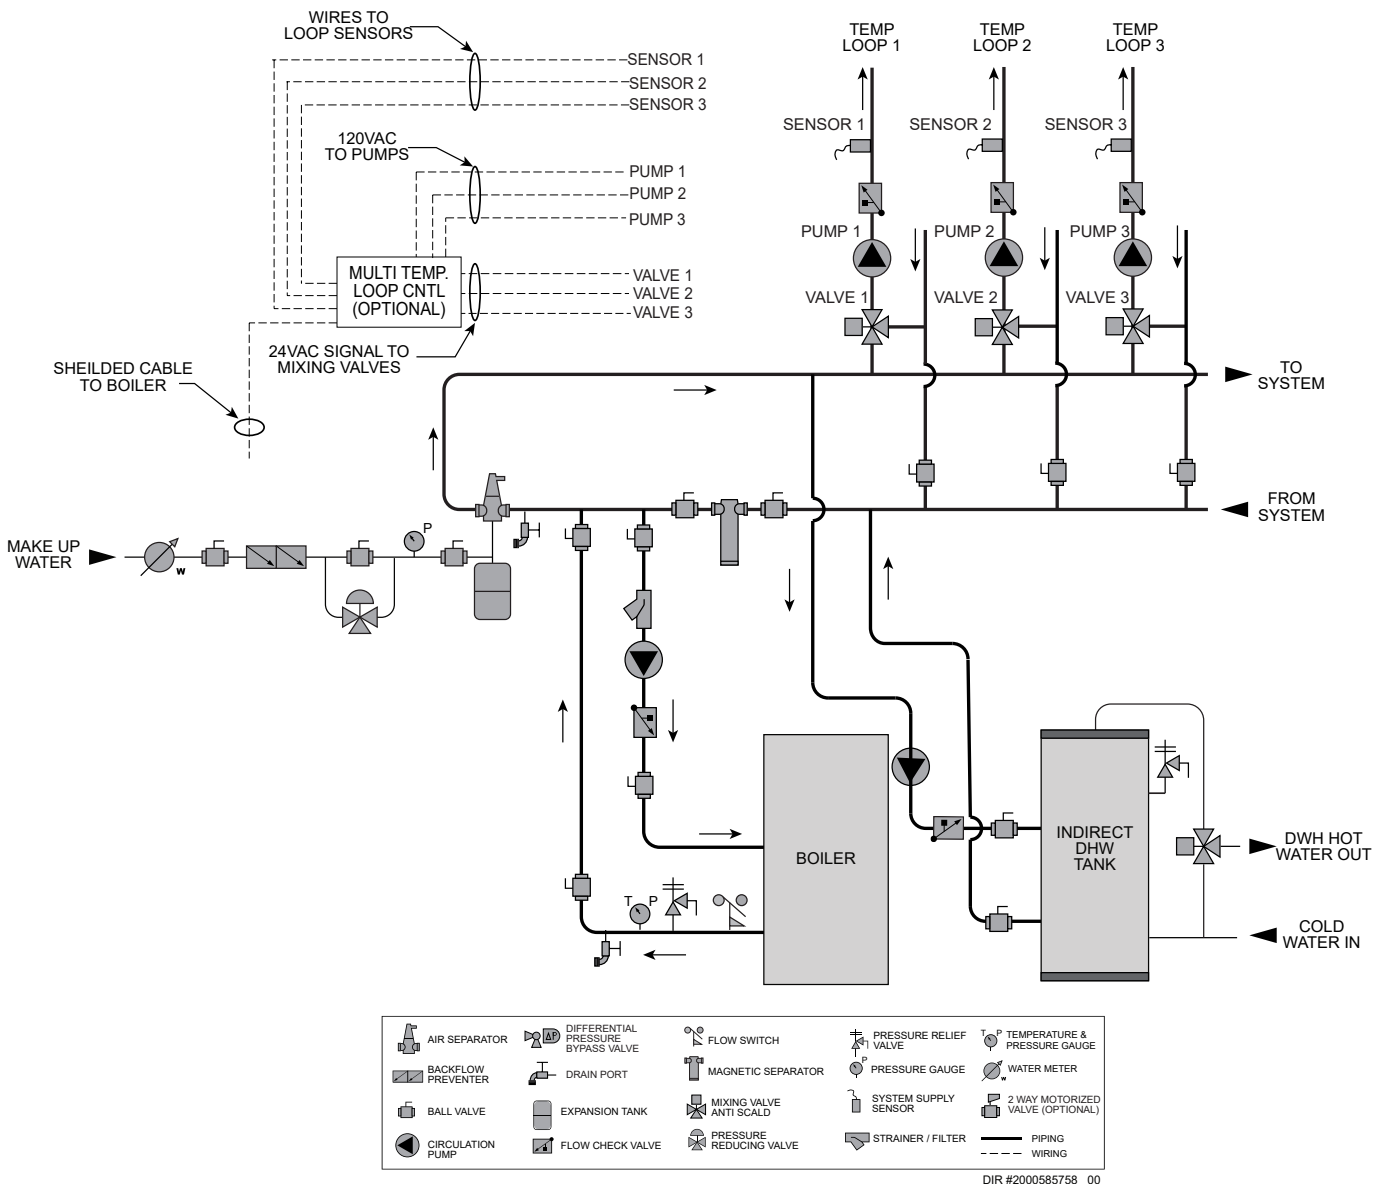 WIRES TO
LOOP SENSORS
SENSOR 1
SENSOR 2
SENSOR 3
120VAC
TO PUMPS
PUMP 1
PUMP 2
PUMP 3
MULTI TEMP.
LOOP CNTL
(OPTIONAL)
VALVE 1
VALVE 2
VALVE 3
24VAC SIGNAL TO
MIXING VALVES
SHEILDED CABLE
TO BOILER
TEMP
LOOP 1
TEMP
LOOP 2
TEMP
LOOP 3
SENSOR 1
SENSOR 2
SENSOR 3
PUMP 1
PUMP 2
PUMP 3
VALVE 1
VALVE 2
VALVE 3
TO
SYSTEM
FROM
SYSTEM
MAKE UP
WATER
W
P
T P
BOILER
INDIRECT
DHW
TANK
DWH HOT
WATER OUT
COLD
WATER IN
AIR SEPARATOR
BACKFLOW
PREVENTER
BALL VALVE
CIRCULATION
PUMP
ΔP
DIFFERENTIAL
PRESSURE
BYPASS VALVE
DRAIN PORT
EXPANSION TANK
FLOW CHECK VALVE
FLOW SWITCH
MAGNETIC SEPARATOR
MIXING VALVE
ANTI SCALD
PRESSURE
REDUCING VALVE
PRESSURE RELIEF
VALVE
P
PRESSURE GAUGE
SYSTEM SUPPLY
SENSOR
STRAINER / FILTER
T P
TEMPERATURE &
PRESSURE GAUGE
W
WATER METER
2 WAY MOTORIZED
VALVE (OPTIONAL)
PIPING
WIRING
DIR #2000585758 00